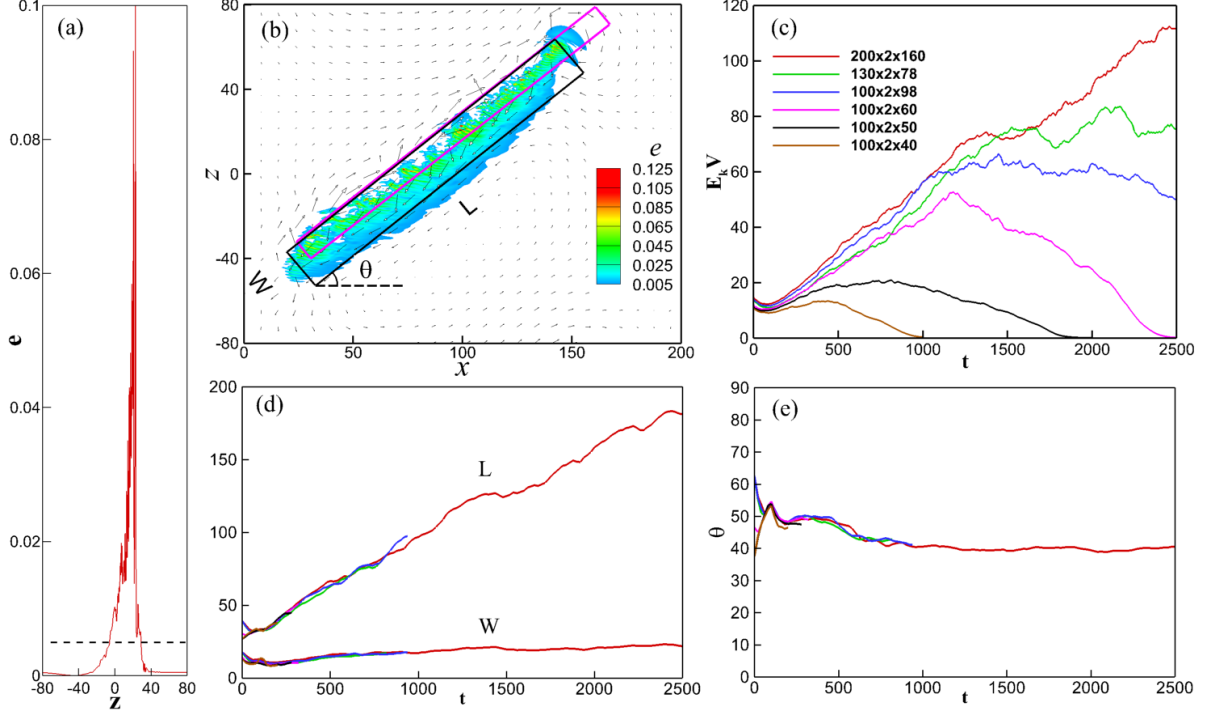 (a)
0.1
0.08
0.06
0.04
0.02
0
e
-80
-40
0
40
80
z
(b)
80
40
0
-40
-80
z
0
50
100
150
200
x
L
W
θ
e
0.125
0.105
0.085
0.065
0.045
0.025
0.005
(c)
120
100
80
60
40
20
0
EkV
200x2x160
130x2x78
100x2x98
100x2x60
100x2x50
100x2x40
0
500
1000
1500
2000
2500
t
(d)
200
150
100
50
0
L
W
0
500
1000
1500
2000
2500
t
(e)
90
80
70
60
50
40
30
20
10
0
θ
0
500
1000
1500
2000
2500
t